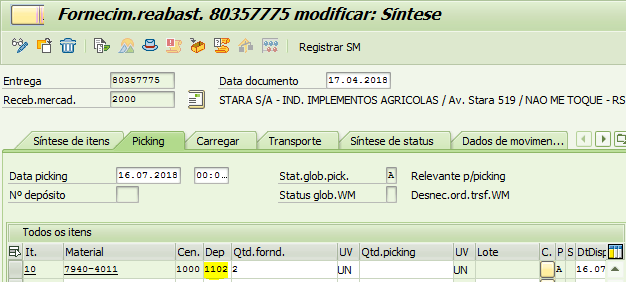 Fornecim.reabast. 80357775 modificar: Síntese
Registrar SM
Entrega 80357775 Data documento 17.04.2018
Receb.mercad. 2000 STARA S/A - IND. IMPLEMENTOS AGRICOLAS / Av. Stara 519 / NAO ME TOQUE - RS
Síntese de itens Picking Carregar Transporte Síntese de status Dados de movimen...
Data picking 16.07.2018 00:0... Stat.glob.pick. A Relevante p/picking
Nº depósito Status glob.WM Desnec.ord.trsf.WM
Todos os itens
It. Material Cen. Dep Qtd.fornd. UV Qtd.picking UV Lote C. P S DtDisp
10 7940-4011 1000 1102 2 UN UN A 16.07